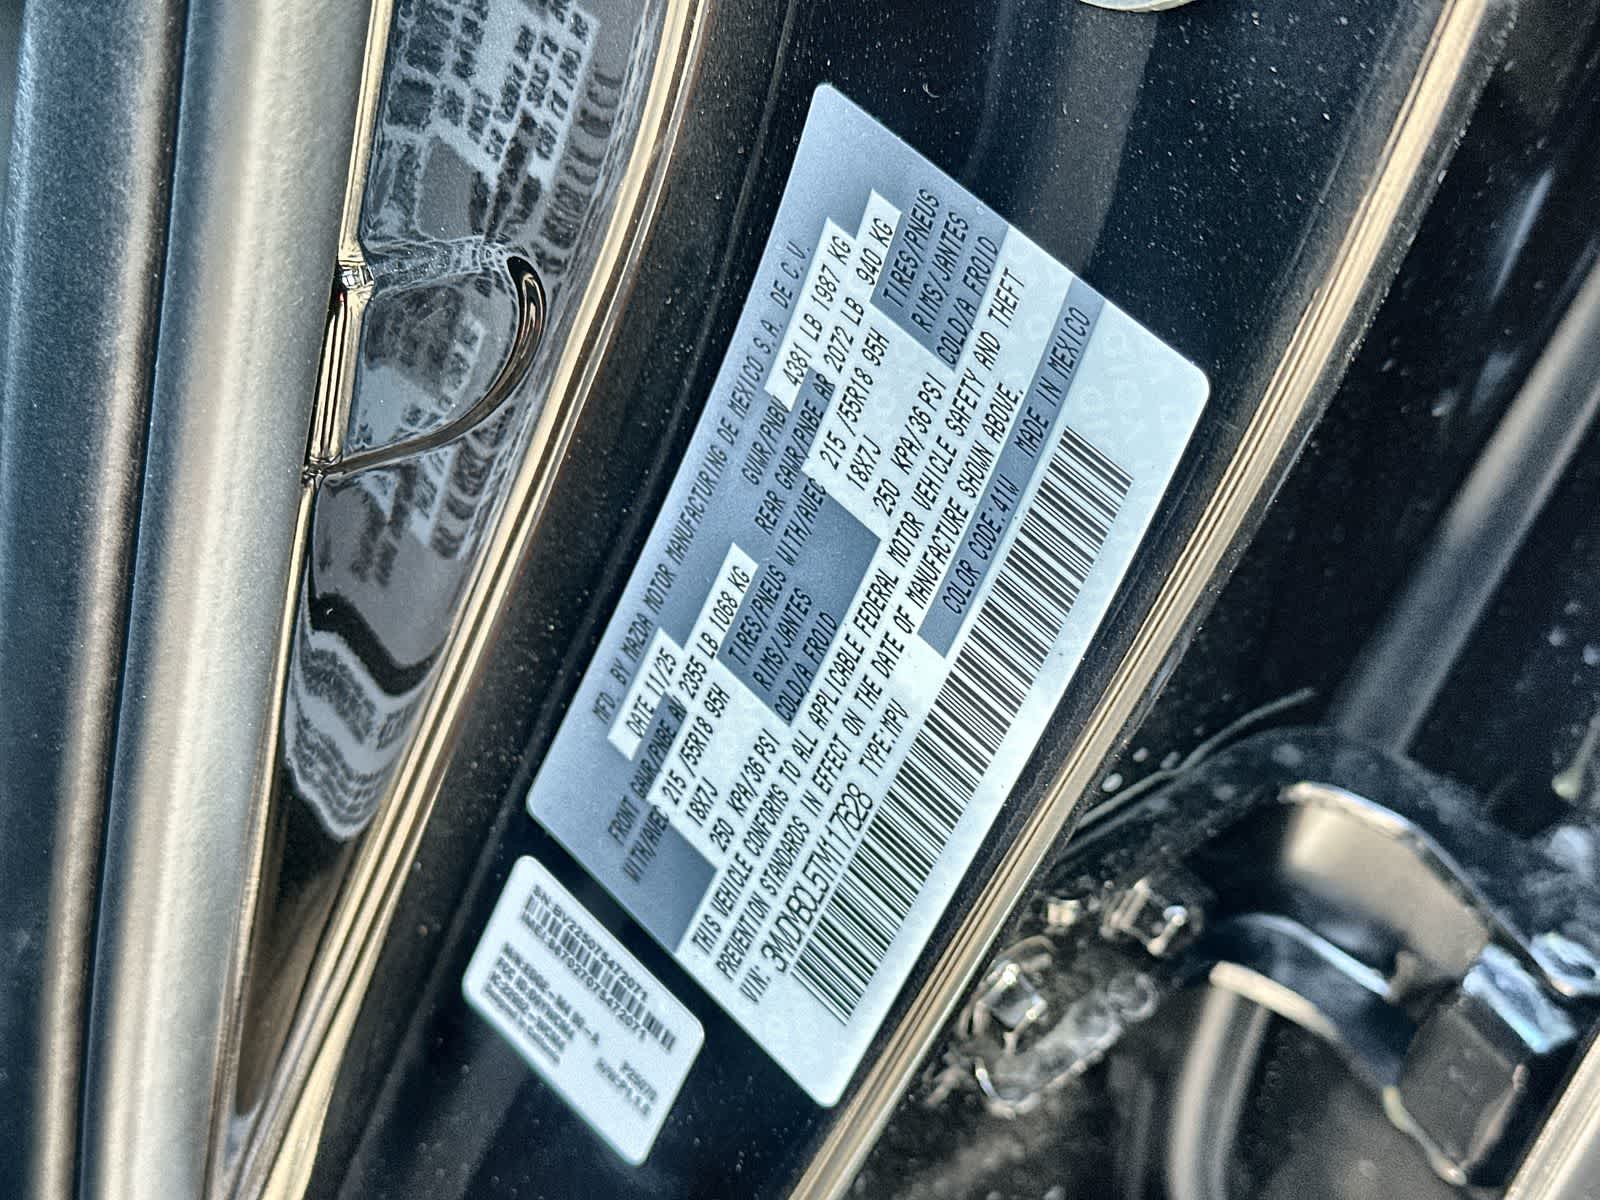 MFD. BY MAZDA MOTOR MANUFACTURING DE MEXICO S.A. DE C.V.
DATE 11/25 GVWR/PNBV 4381 LB 1987 KG
FRONT GAWR/PNBE AV 2355 LB 1068 KG REAR GAWR/PNBE AR 2072 LB 940 KG
WITH/AVEC 215 /55R18 95H TIRES/PNEUS WITH/AVEC 215 /55R18 95H TIRES/PNEUS
18X7J RIMS/JANTES 18X7J RIMS/JANTES
250 KPA/36 PSI COLD/A FROID 250 KPA/36 PSI COLD/A FROID
THIS VEHICLE CONFORMS TO ALL APPLICABLE FEDERAL MOTOR VEHICLE SAFETY AND THEFT
PREVENTION STANDARDS IN EFFECT ON THE DATE OF MANUFACTURE SHOWN ABOVE.
VIN: 3MDVBDL5TM117628 TYPE:MPV COLOR CODE:41W MADE IN MEXICO